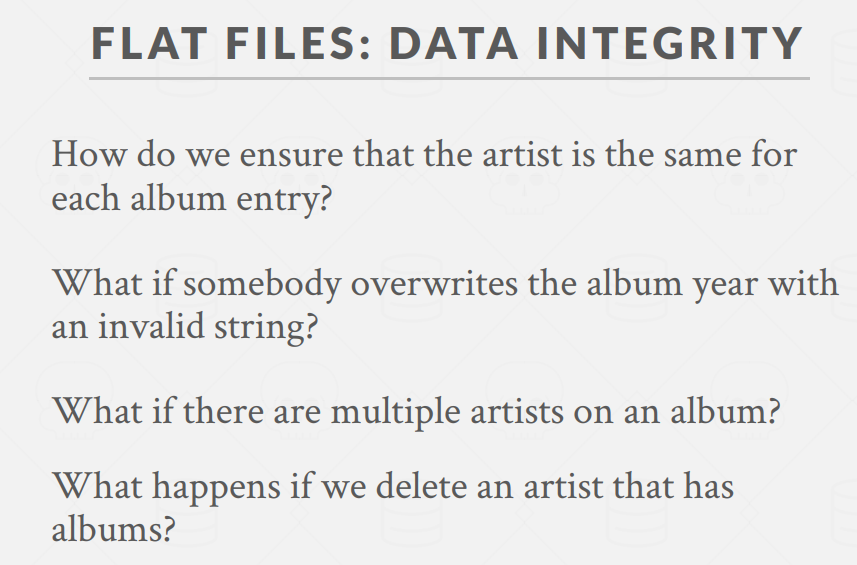 FLAT FILES: DATA INTEGRITY
How do we ensure that the artist is the same for
each album entry?
What if somebody overwrites the album year with
an invalid string?
What if there are multiple artists on an album?
What happens if we delete an artist that has
albums?